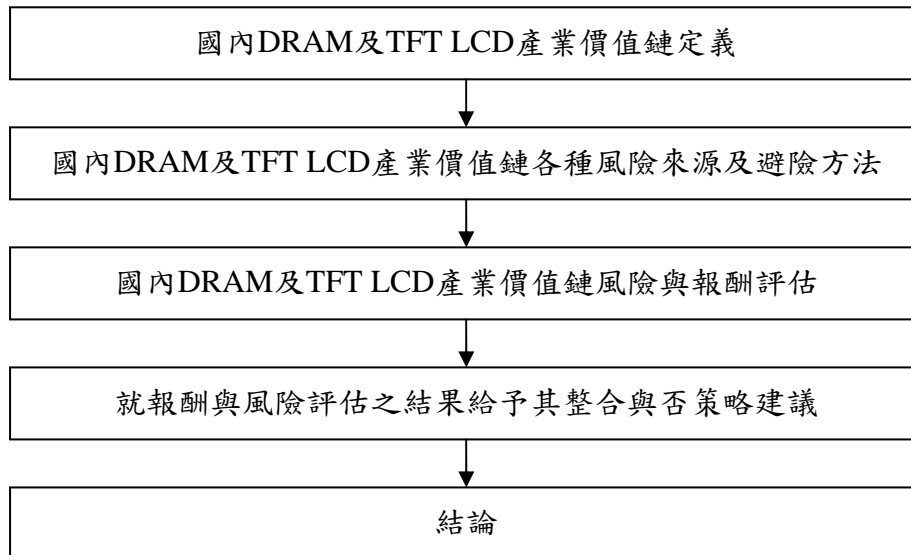 國內DRAM及TFT LCD產業價值鏈定義
國內DRAM及TFT LCD產業價值鏈各種風險來源及避險方法
國內DRAM及TFT LCD產業價值鏈風險與報酬評估
就報酬與風險評估之結果給予其整合與否策略建議
結論